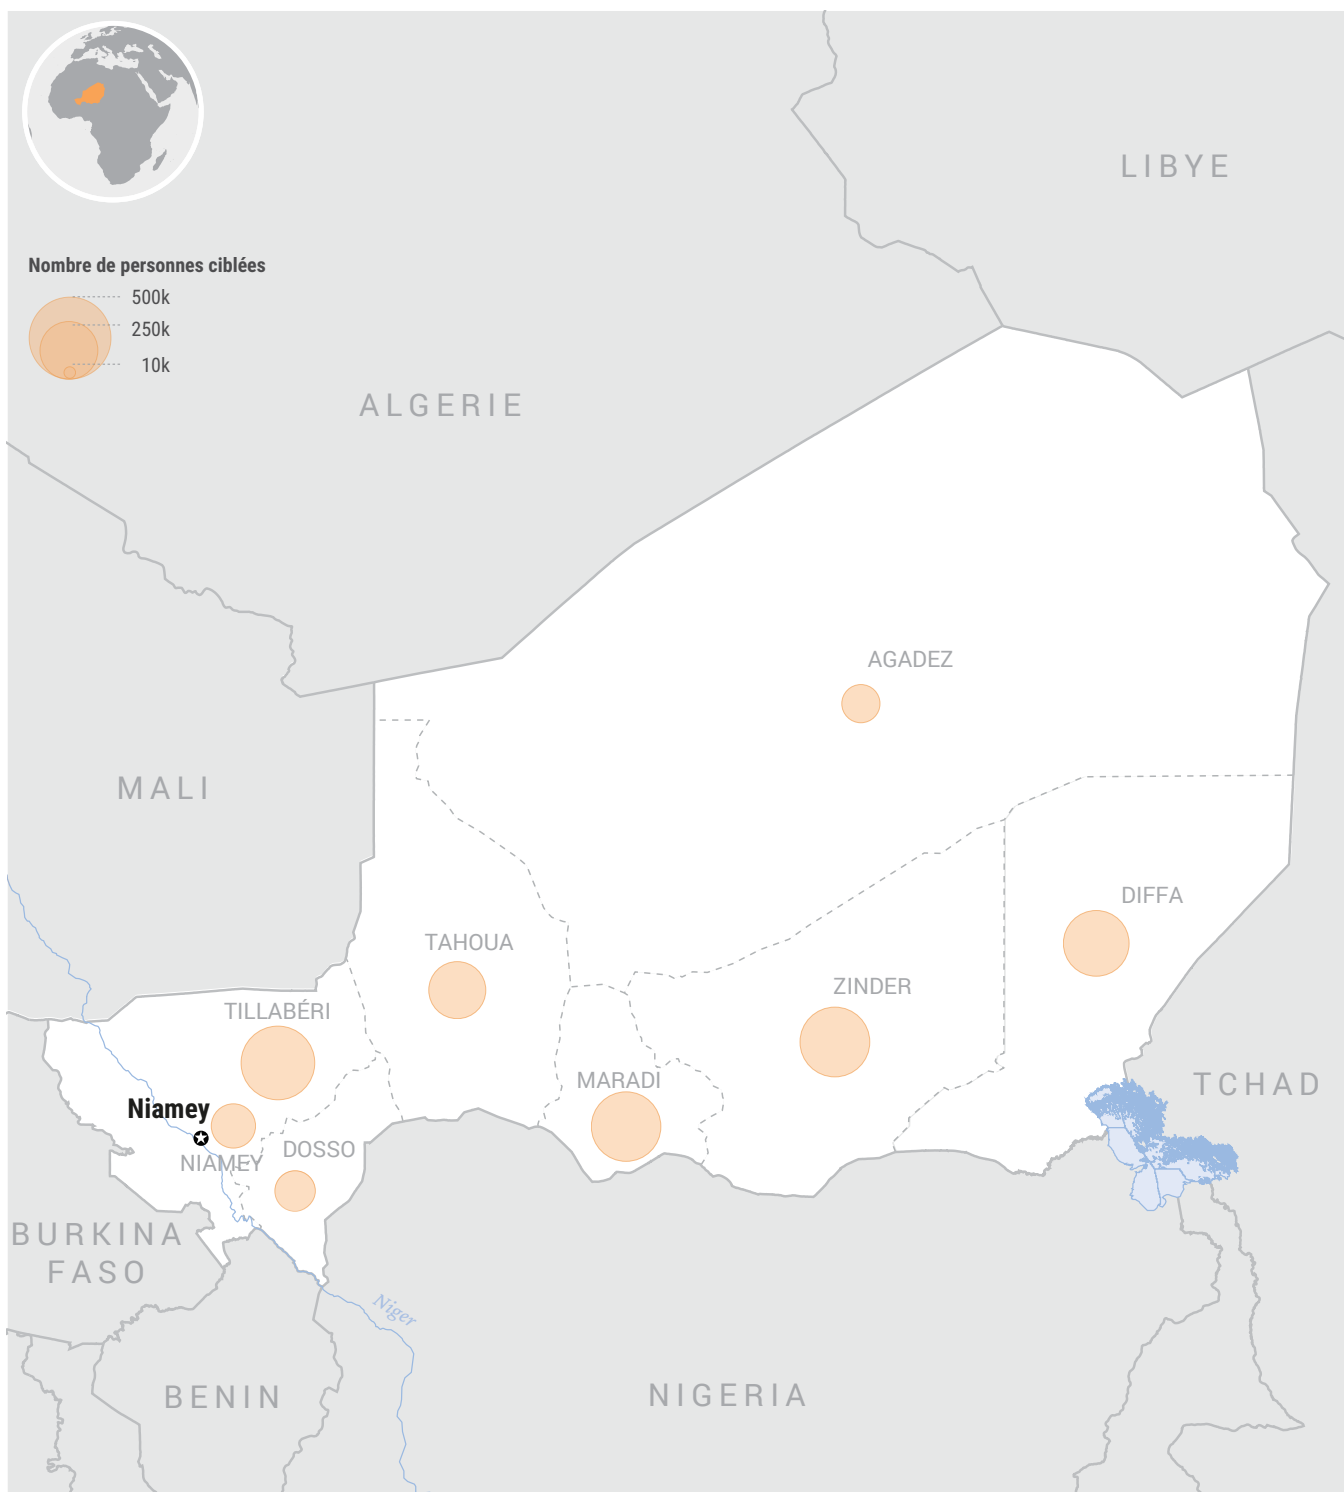 LIBYE
Nombre de personnes ciblées
500k
250k
10k
ALGERIE
AGADEZ
MALI
DIFFA
TAHOUA
ZINDER
TILLABÉRI
MARADI
TCHAD
Niamey
DOSSO
NIAMEY
BURKINA
FASO
Niger
BENIN
NIGERIA